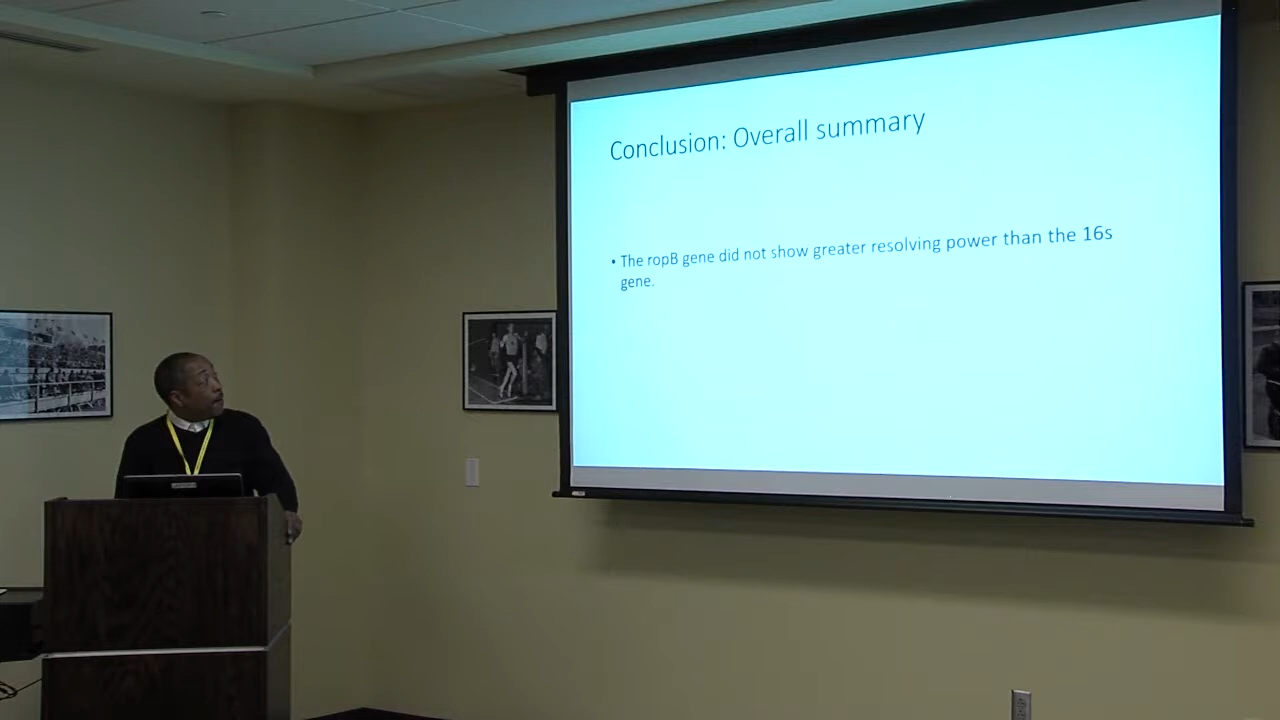 Conclusion: Overall summary
• The ropB gene did not show greater resolving power than the 16s
gene.